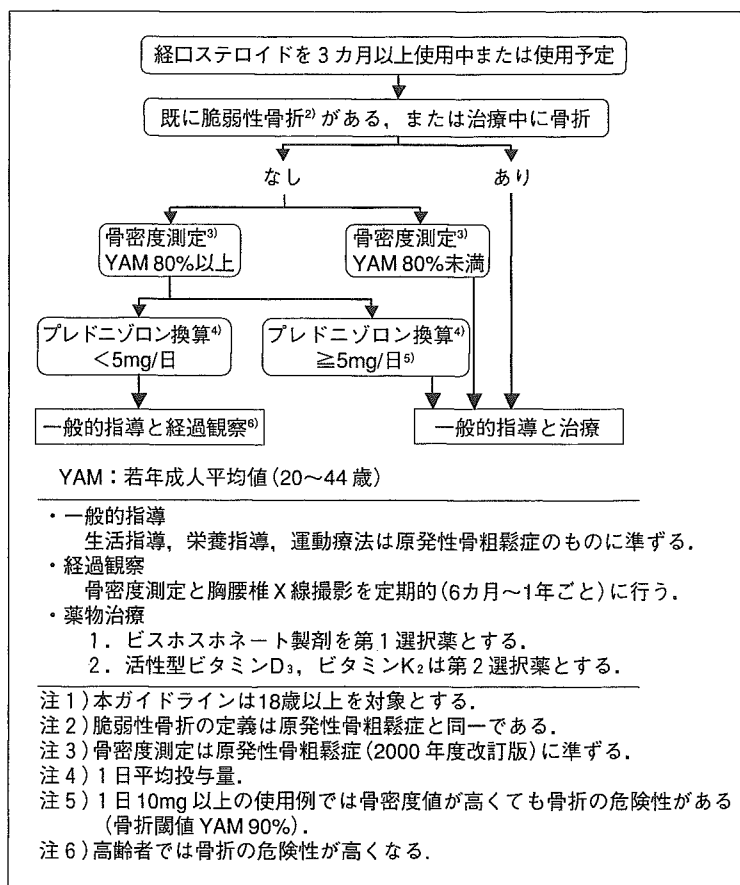 経口ステロイドを3カ月以上使用中または使用予定
既に脆弱性骨折2)がある，または治療中に骨折
なし
あり
骨密度測定3)
YAM 80%以上
骨密度測定3)
YAM 80%未満
プレドニゾロン換算4)
<5mg/日
プレドニゾロン換算4)
≧5mg/日5)
一般的指導と経過観察6)
一般的指導と治療
YAM：若年成人平均値(20〜44歳)
・一般的指導
生活指導，栄養指導，運動療法は原発性骨粗鬆症のものに準ずる．
・経過観察
骨密度測定と胸腰椎X線撮影を定期的(6カ月〜1年ごと)に行う．
・薬物治療
1．ビスホスホネート製剤を第1選択薬とする．
2．活性型ビタミンD₃，ビタミンK₂は第2選択薬とする．
注1)本ガイドラインは18歳以上を対象とする．
注2)脆弱性骨折の定義は原発性骨粗鬆症と同一である．
注3)骨密度測定は原発性骨粗鬆症(2000年度改訂版)に準ずる．
注4)1日平均投与量．
注5)1日10mg以上の使用例では骨密度値が高くても骨折の危険性がある
(骨折閾値YAM 90%)．
注6)高齢者では骨折の危険性が高くなる．